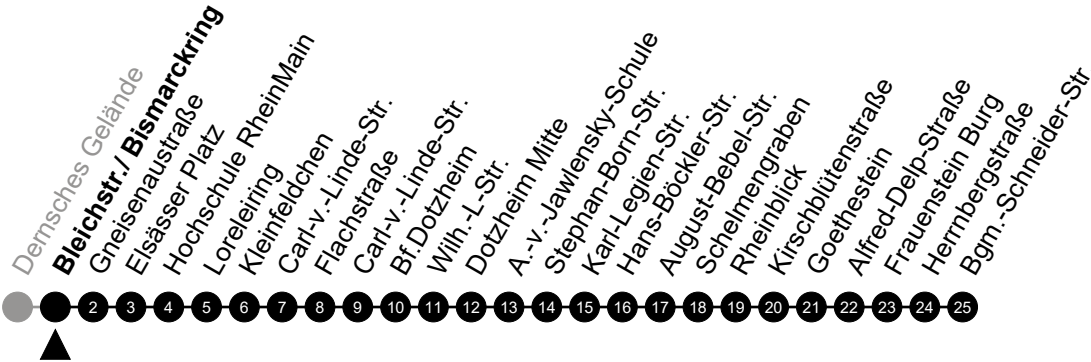 Dernsches Gelände
Bleichstr./ Bismarckring
Gneisenaustraße
Elsässer Platz
Hochschule RheinMain
Loreleiring
Kleinfeldchen
Carl-v.-Linde-Str.
Flachstraße
Carl-v.-Linde-Str.
Bf.Dotzheim
Wilh.-L-Str.
Dotzheim Mitte
A.-v.-Jawlensky-Schule
Stephan-Born-Str.
Karl-Legien-Str.
Hans-Böckler-Str.
August-Bebel-Str.
Schelmengraben
Rheinblick
Kirschblütenstraße
Goethestein
Alfred-Delp-Straße
Frauenstein Burg
Herrnbergstraße
Bgm.-Schneider-Str
2 3 4 5 6 7 8 9 10 11 12 13 14 15 16 17 18 19 20 21 22 23 24 25